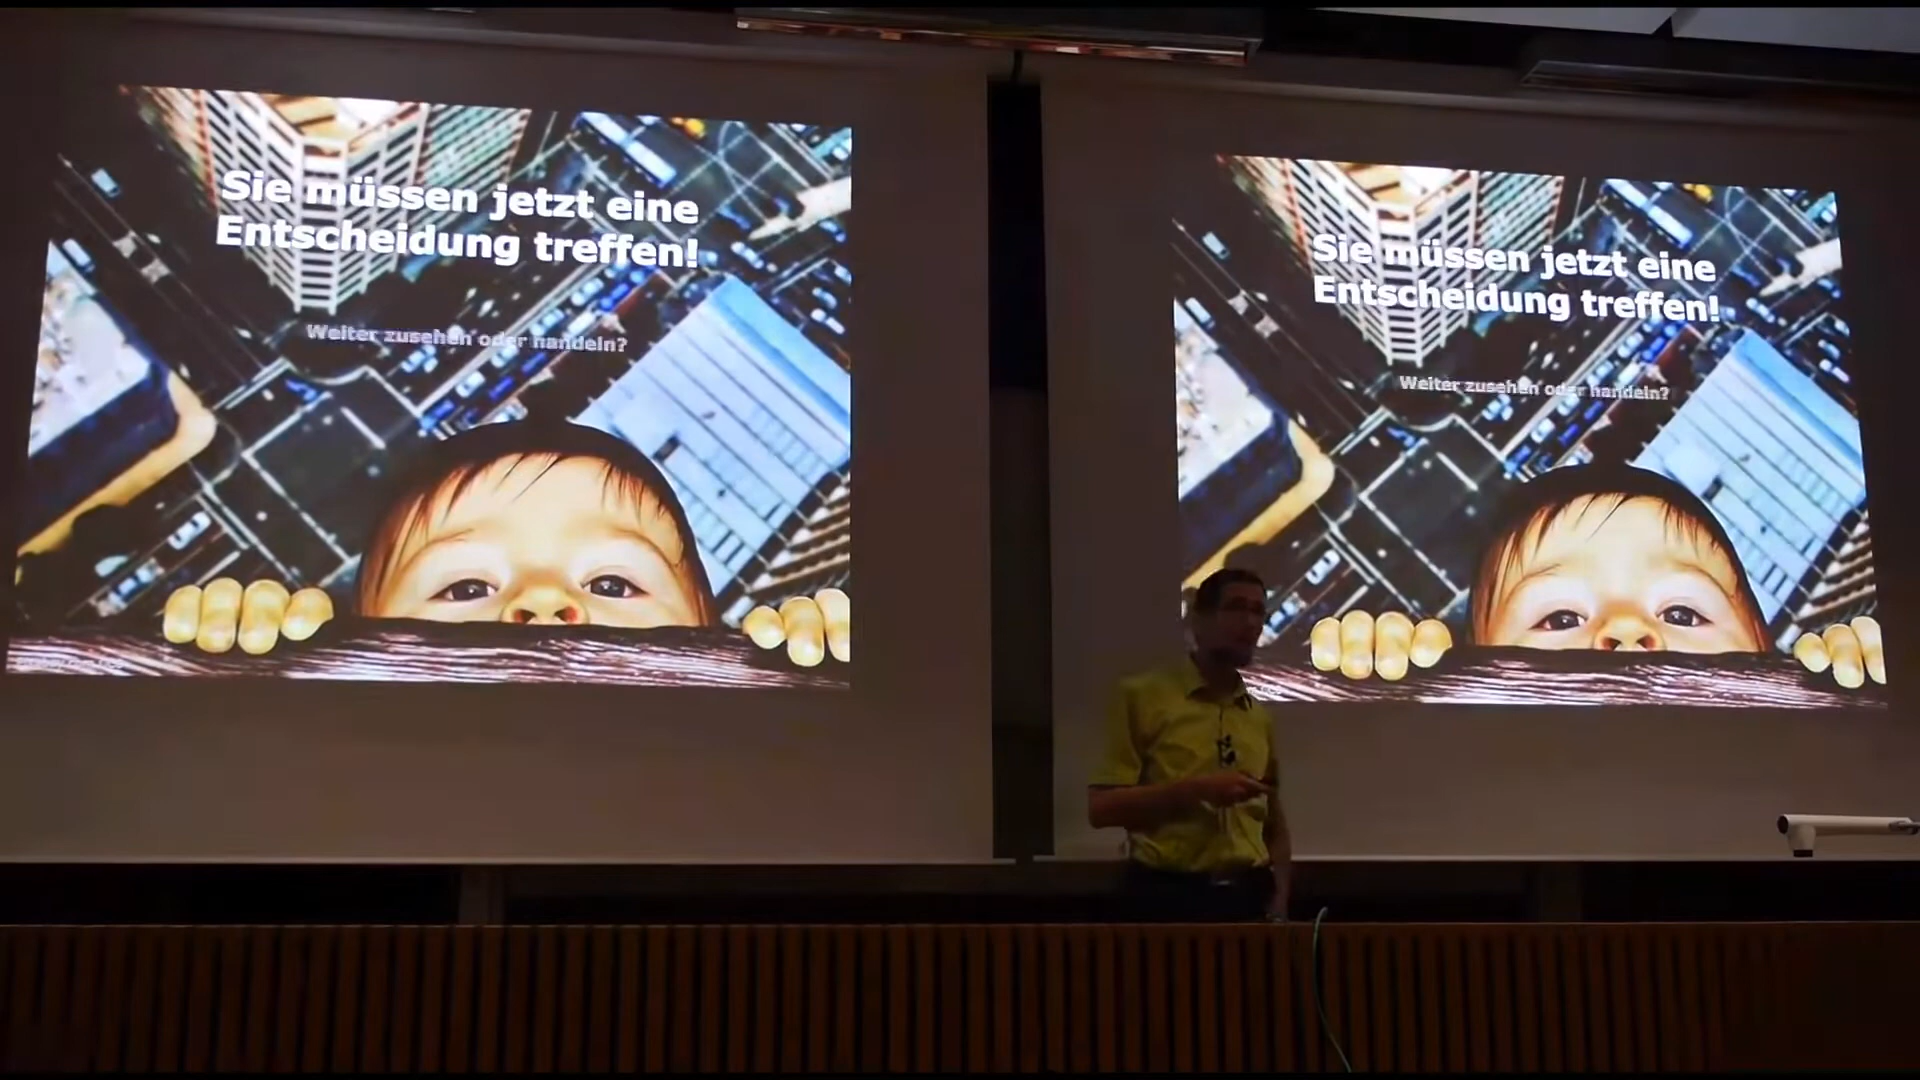 Sie müssen jetzt eine
Entscheidung treffen!
Weiter zusehen oder handeln?
Sie müssen jetzt eine
Entscheidung treffen!
Weiter zusehen oder handeln?